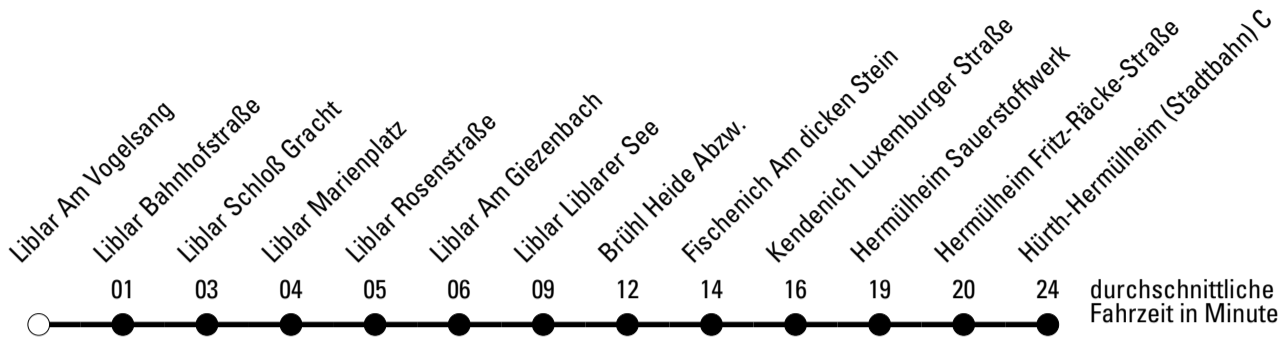 Liblar Am Vogelsang
Liblar Bahnhofstraße
Liblar Schloß Gracht
Liblar Marienplatz
Liblar Rosenstraße
Liblar Am Giezenbach
Liblar Liblarer See
Brühl Heide Abzw.
Fischenich Am dicken Stein
Kendenich Luxemburger Straße
Hermülheim Sauerstoffwerk
Hermülheim Fritz-Räcke-Straße
Hürth-Hermülheim (Stadtbahn) C
01 03 04 05 06 09 12 14 16 19 20 24
durchschnittliche
Fahrzeit in Minute